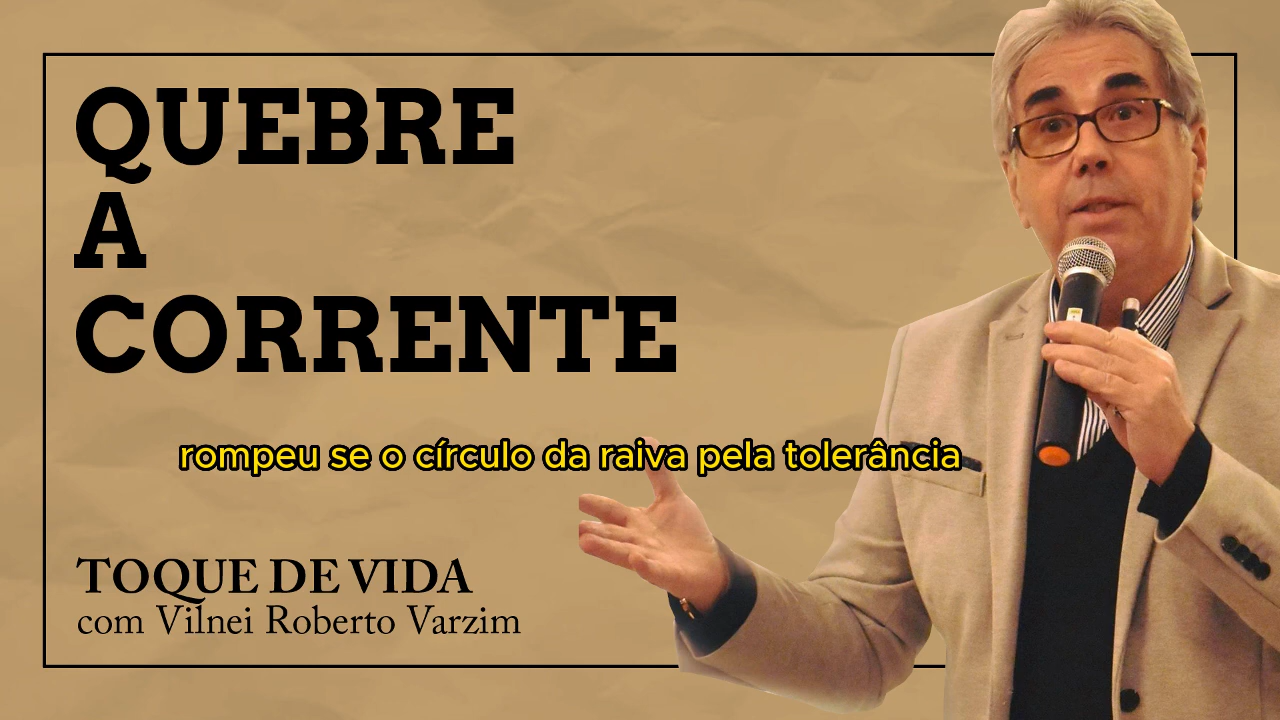 QUEBRE
A
CORRENTE
rompeu se o círculo da raiva pela tolerância
TOQUE DE VIDA
com Vilnei Roberto Varzim